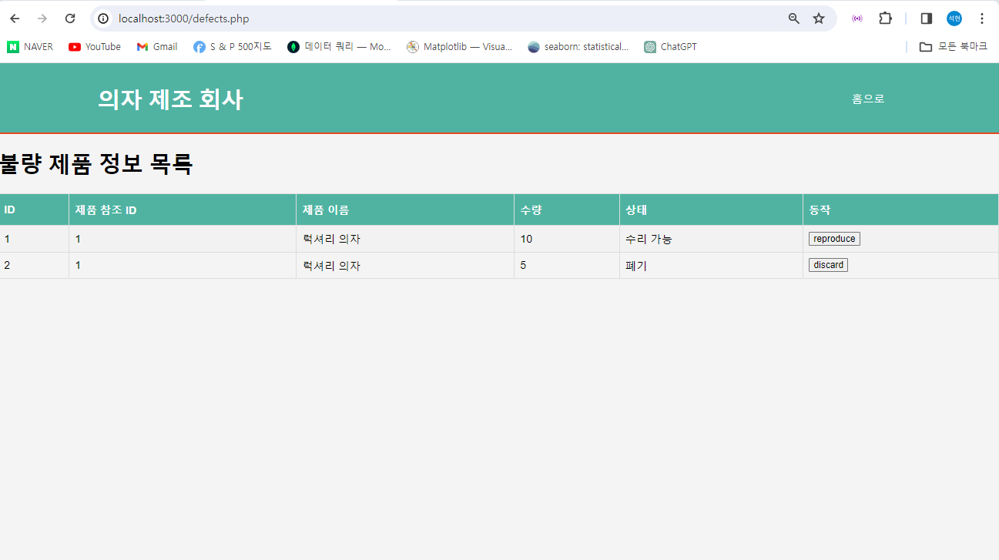 localhost:3000/defects.php
석현
NAVER YouTube Gmail S & P 500지도 데이터 쿼리 — Mo... Matplotlib — Visua... seaborn: statistical... ChatGPT 모든 북마크
의자 제조 회사 홈으로
불량 제품 정보 목록
ID 제품 참조 ID 제품 이름 수량 상태 동작
1 1 럭셔리 의자 10 수리 가능 reproduce
2 1 럭셔리 의자 5 폐기 discard